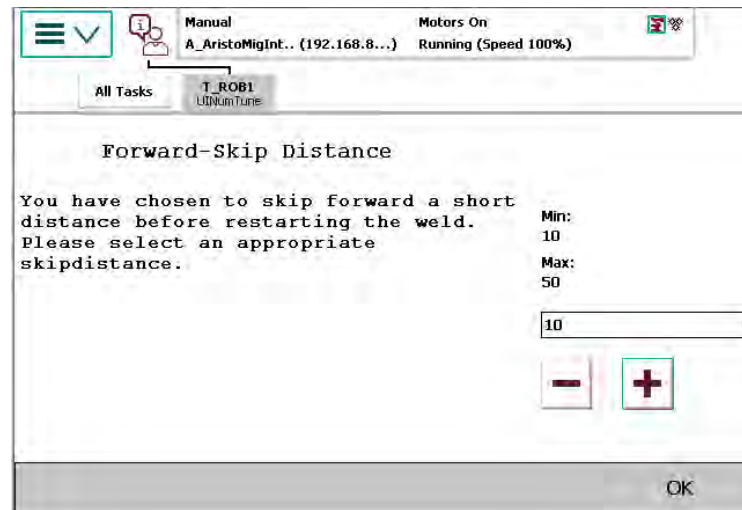 Manual
Motors On
A_AristoMigInt.. (192.168.8...)
Running (Speed 100%)
All Tasks
T_ROB1
UINumTune
Forward-Skip Distance
You have chosen to skip forward a short
distance before restarting the weld.
Please select an appropriate
skipdistance.
Min:
10
Max:
50
10
OK